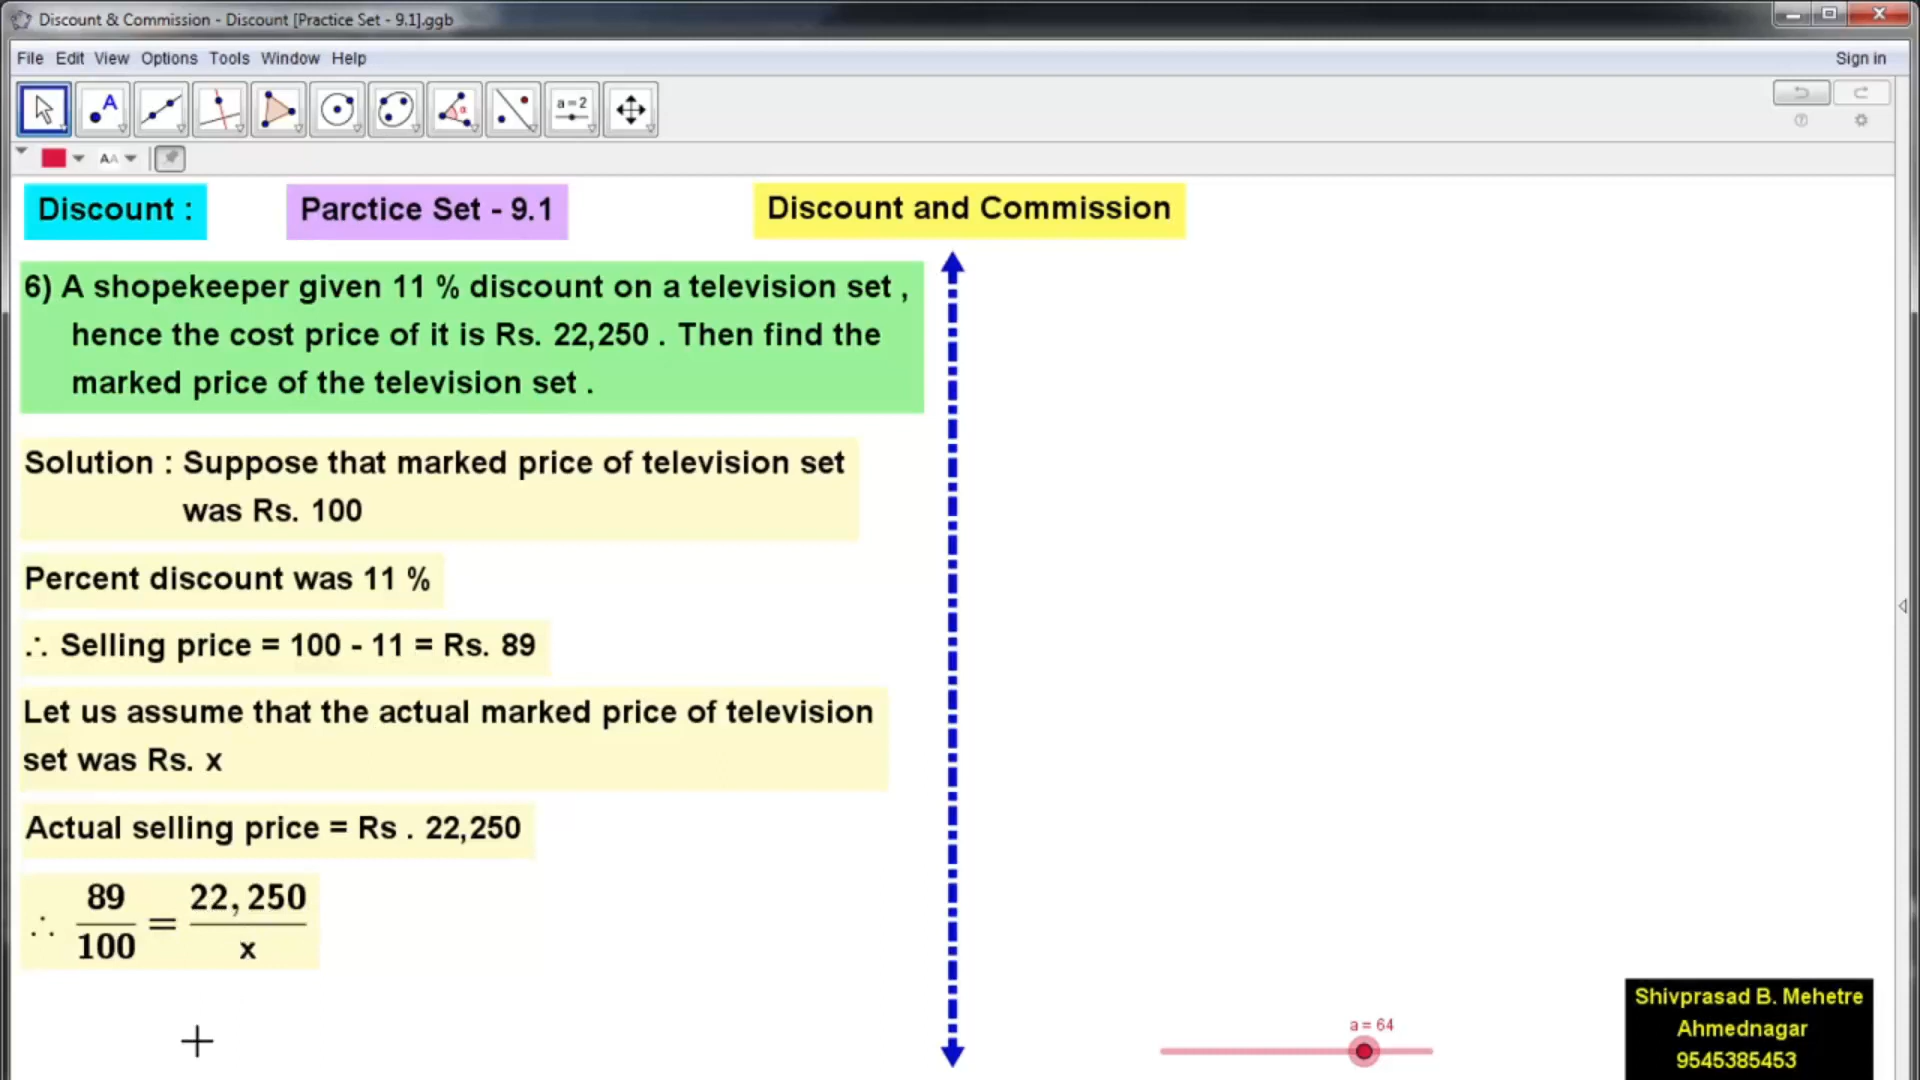 Discount & Commission - Discount [Practice Set - 9.1].ggb
File Edit View Options Tools Window Help
Sign in
A
α
a = 2
AA
Discount :
Parctice Set - 9.1
Discount and Commission
6) A shopekeeper given 11 % discount on a television set ,
hence the cost price of it is Rs. 22,250 . Then find the
marked price of the television set .
Solution : Suppose that marked price of television set
was Rs. 100
Percent discount was 11 %
∴ Selling price = 100 - 11 = Rs. 89
Let us assume that the actual marked price of television
set was Rs. x
Actual selling price = Rs . 22,250
∴ 89/100 = 22,250/x
a = 64
Shivprasad B. Mehetre
Ahmednagar
9545385453